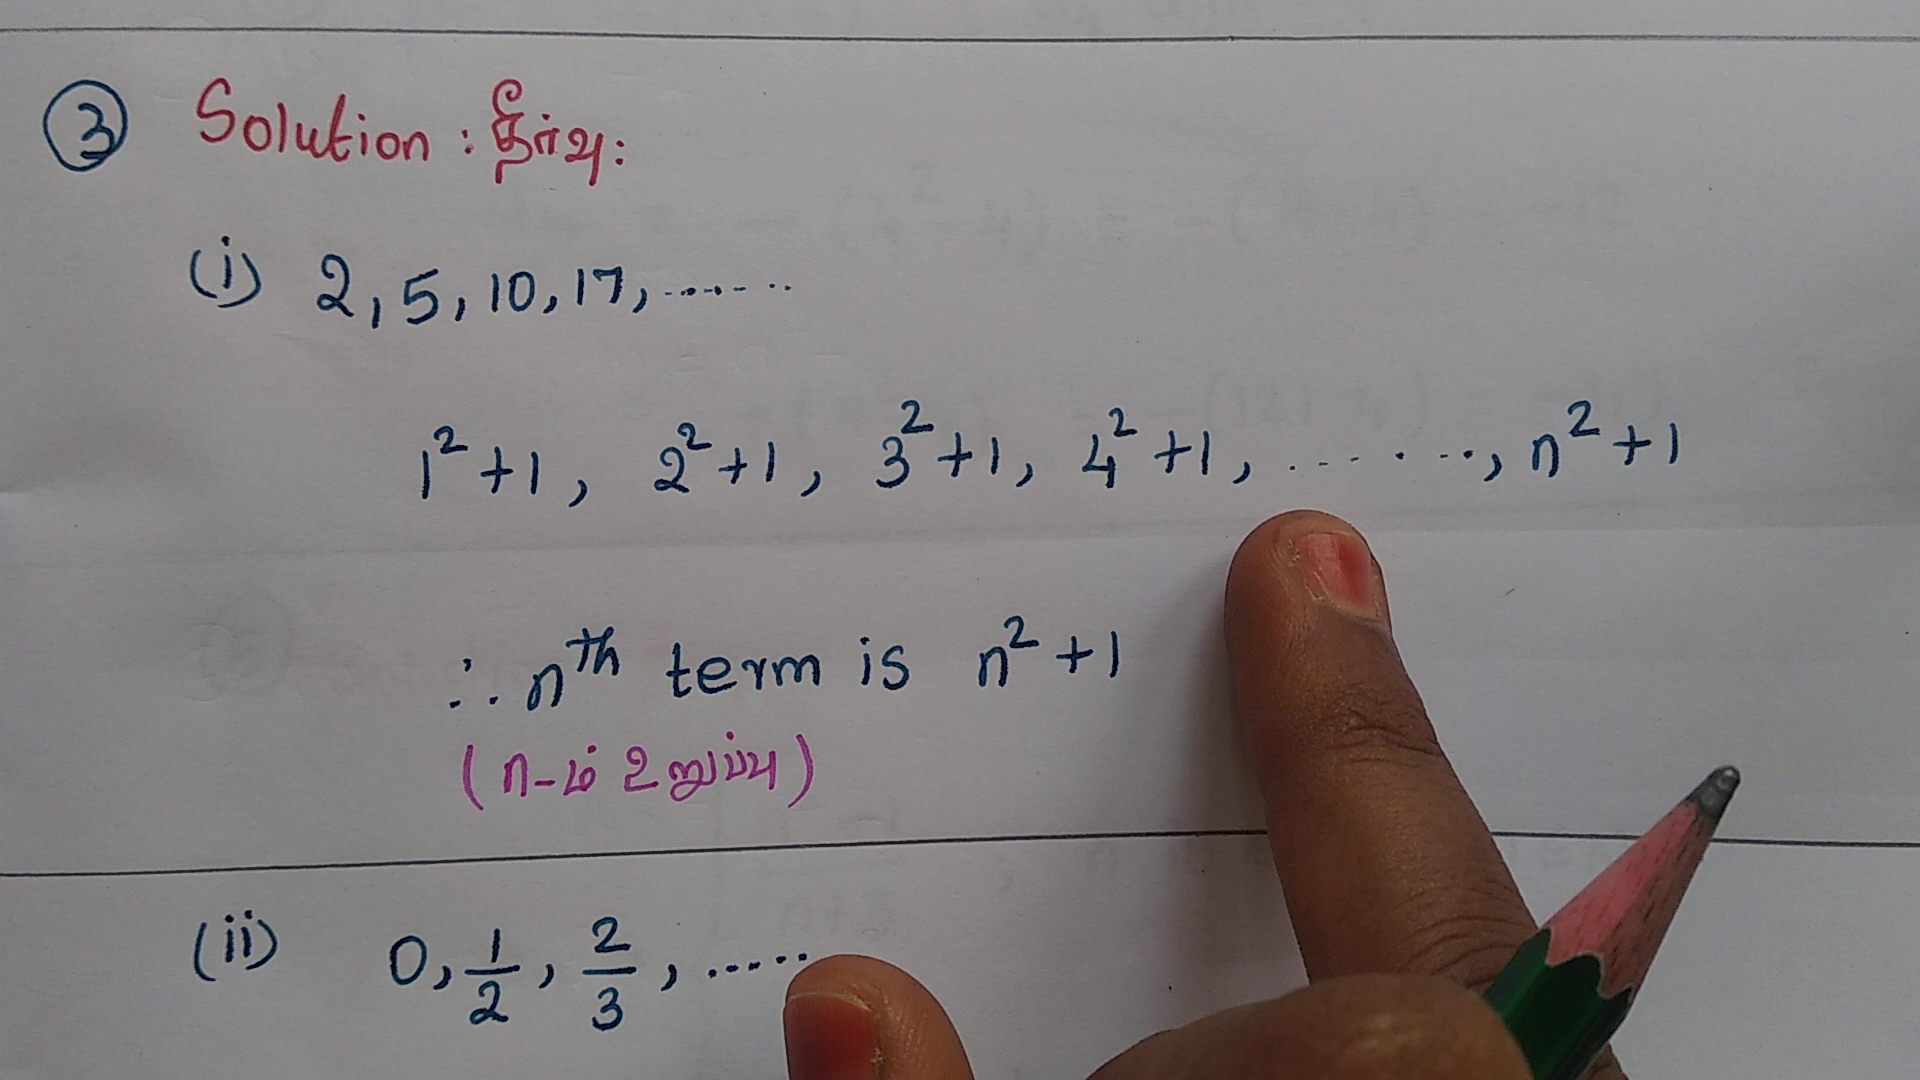 ③ Solution : தீர்வு:
(i) 2, 5, 10, 17, ........
1²+1, 2²+1, 3²+1, 4²+1, ........, n²+1
∴ nth term is n²+1
(n-ம் உறுப்பு)
(ii) 0, 1/2, 2/3, .....